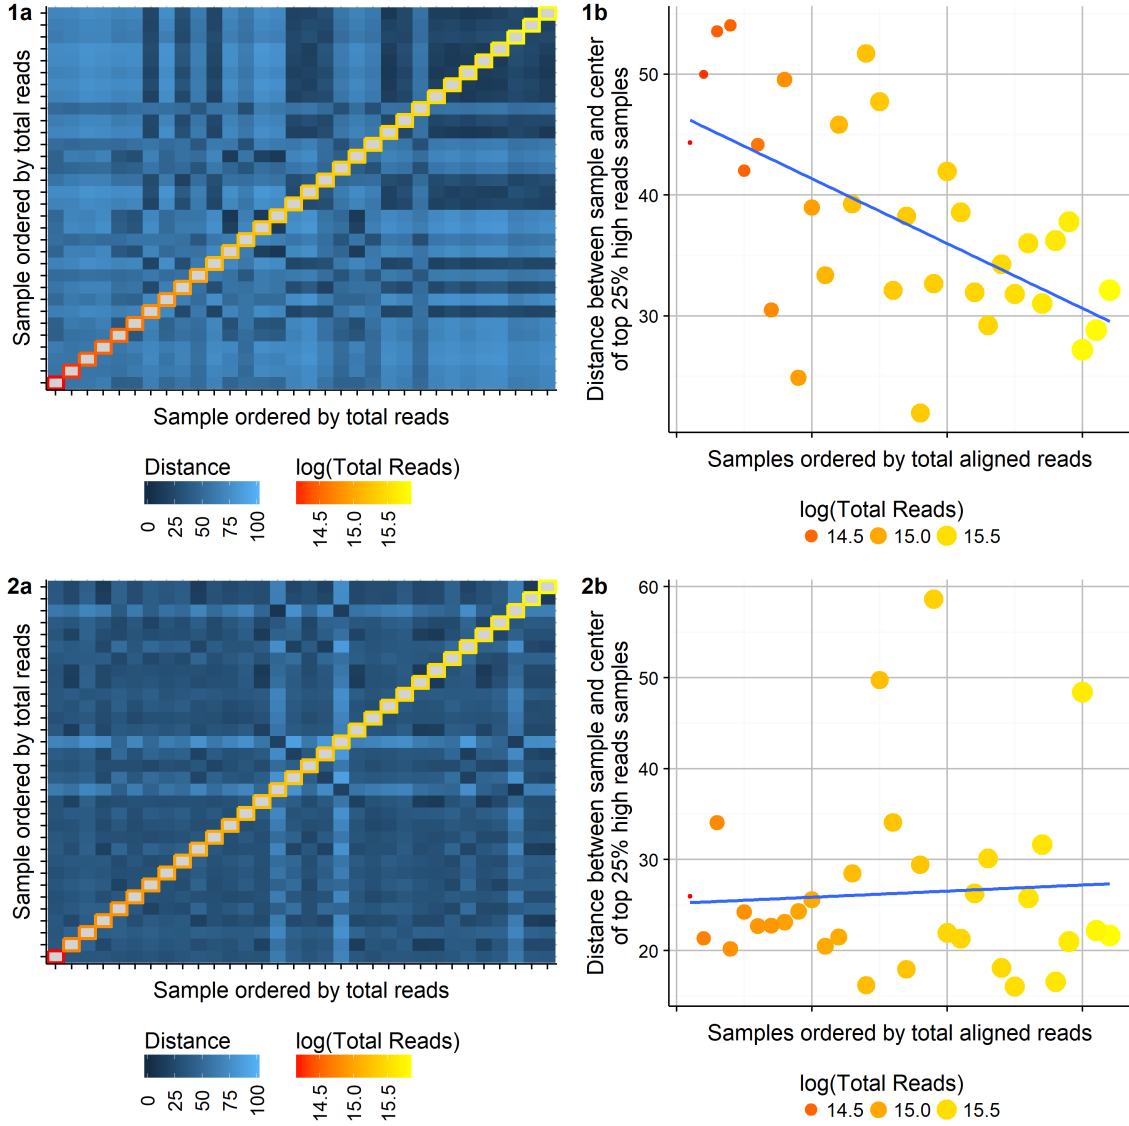 1a
Sample ordered by total reads
Sample ordered by total reads
Distance
0 25 50 75 100
log(Total Reads)
14.5 15.0 15.5
1b
Distance between sample and center
of top 25% high reads samples
50
40
30
Samples ordered by total aligned reads
log(Total Reads)
14.5 15.0 15.5
2a
Sample ordered by total reads
Sample ordered by total reads
Distance
0 25 50 75 100
log(Total Reads)
14.5 15.0 15.5
2b
Distance between sample and center
of top 25% high reads samples
60
50
40
30
20
Samples ordered by total aligned reads
log(Total Reads)
14.5 15.0 15.5